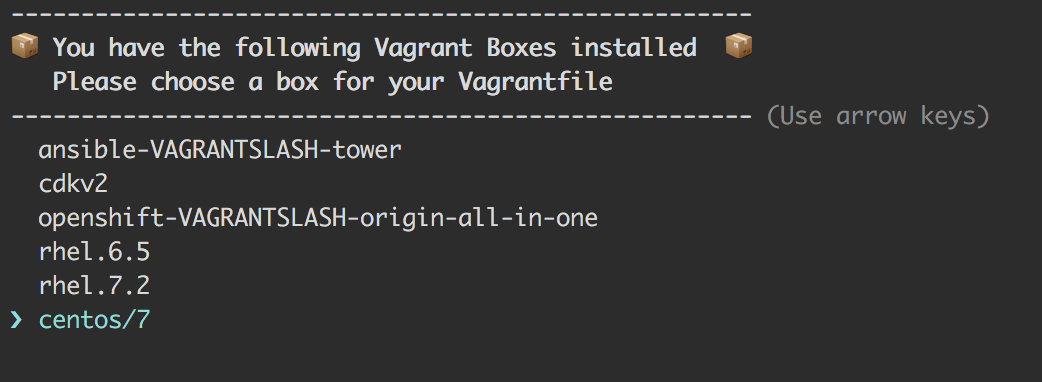 -----------------------------------------------------
📦 You have the following Vagrant Boxes installed 📦
Please choose a box for your Vagrantfile
----------------------------------------------------- (Use arrow keys)
ansible-VAGRANTSLASH-tower
cdkv2
openshift-VAGRANTSLASH-origin-all-in-one
rhel.6.5
rhel.7.2
❯ centos/7